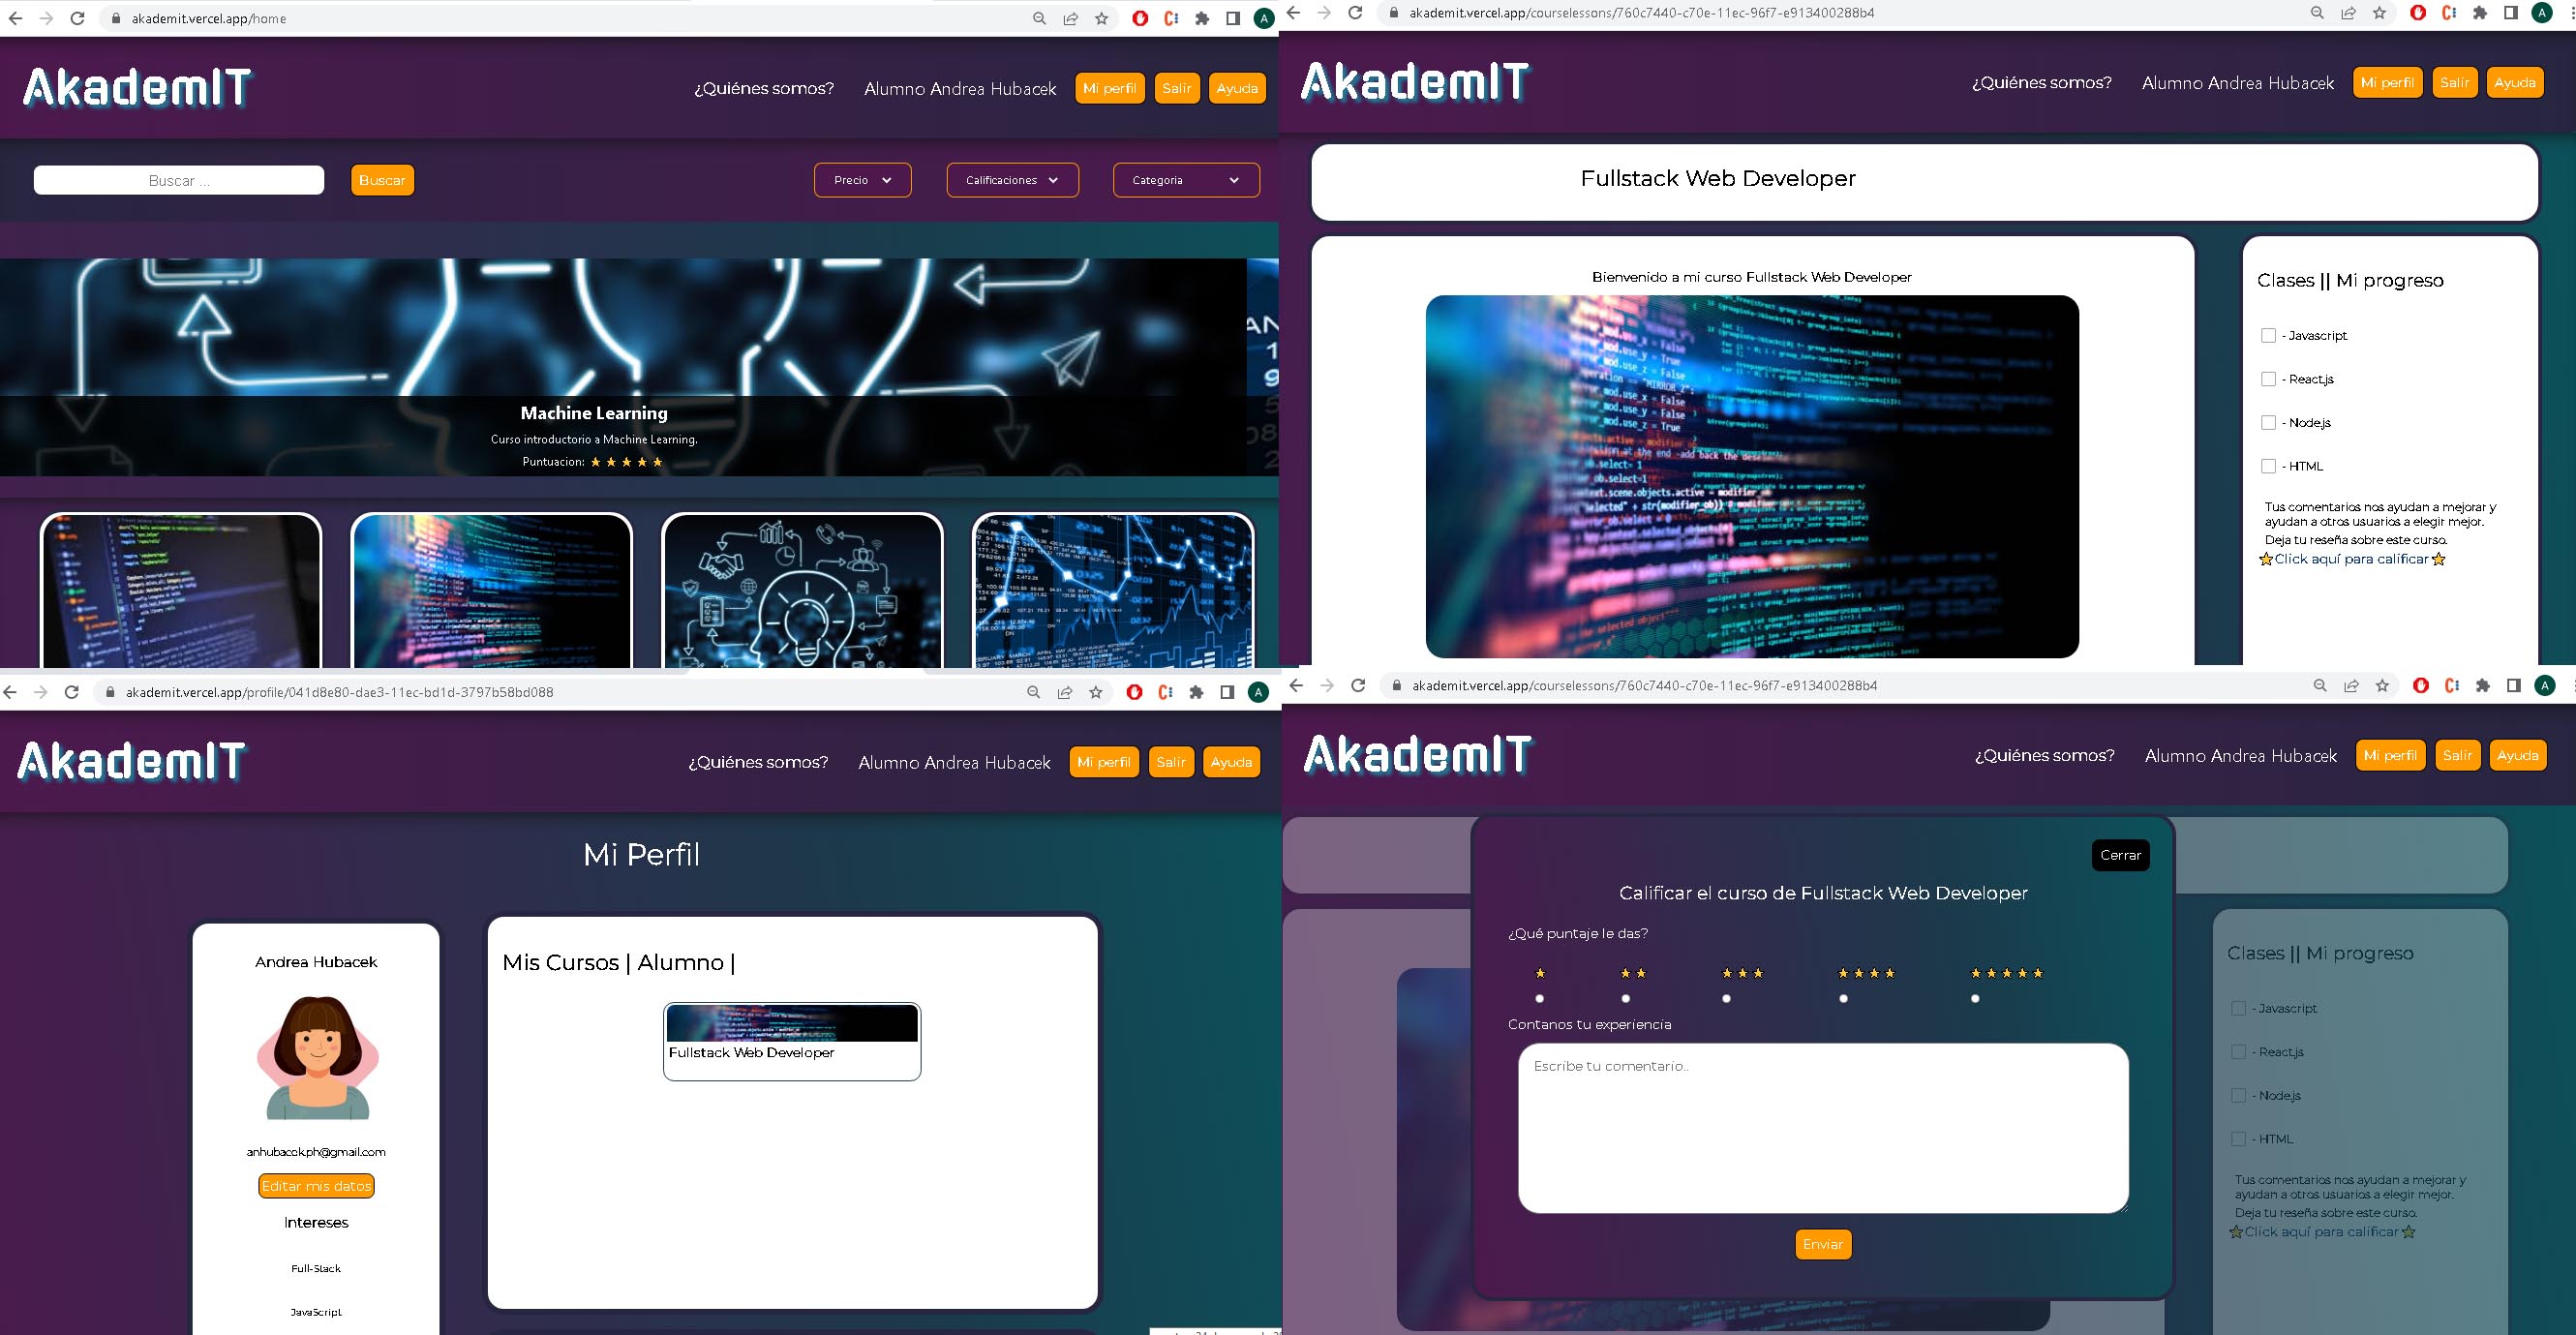 akademit.vercel.app/home
A
AkademIT
¿Quiénes somos?
Alumno Andrea Hubacek
Mi perfil
Salir
Ayuda
Buscar ...
Buscar
Precio
Calificaciones
Categoria
Machine Learning
Curso introductorio a Machine Learning.
Puntuacion: ★ ★ ★ ★ ★
akademit.vercel.app/courselessons/760c7440-c70e-11ec-96f7-e913400288b4
A
AkademIT
¿Quiénes somos?
Alumno Andrea Hubacek
Mi perfil
Salir
Ayuda
Fullstack Web Developer
Bienvenido a mi curso Fullstack Web Developer
Clases || Mi progreso
- Javascript
- React.js
- Node.js
- HTML
Tus comentarios nos ayudan a mejorar y
ayudan a otros usuarios a elegir mejor.
Deja tu reseña sobre este curso.
⭐Click aquí para calificar⭐
akademit.vercel.app/profile/041d8e80-dae3-11ec-bd1d-3797b58bd088
A
AkademIT
¿Quiénes somos?
Alumno Andrea Hubacek
Mi perfil
Salir
Ayuda
Mi Perfil
Andrea Hubacek
anhubacek.ph@gmail.com
Editar mis datos
Intereses
Full-Stack
JavaScript
Mis Cursos | Alumno |
Fullstack Web Developer
akademit.vercel.app/courselessons/760c7440-c70e-11ec-96f7-e913400288b4
A
AkademIT
¿Quiénes somos?
Alumno Andrea Hubacek
Mi perfil
Salir
Ayuda
Cerrar
Calificar el curso de Fullstack Web Developer
¿Qué puntaje le das?
★ ★★ ★★★ ★★★★ ★★★★★
Contanos tu experiencia
Escribe tu comentario..
Enviar
Clases || Mi progreso
- Javascript
- React.js
- Node.js
- HTML
Tus comentarios nos ayudan a mejorar y
ayudan a otros usuarios a elegir mejor.
Deja tu reseña sobre este curso.
⭐Click aquí para calificar⭐